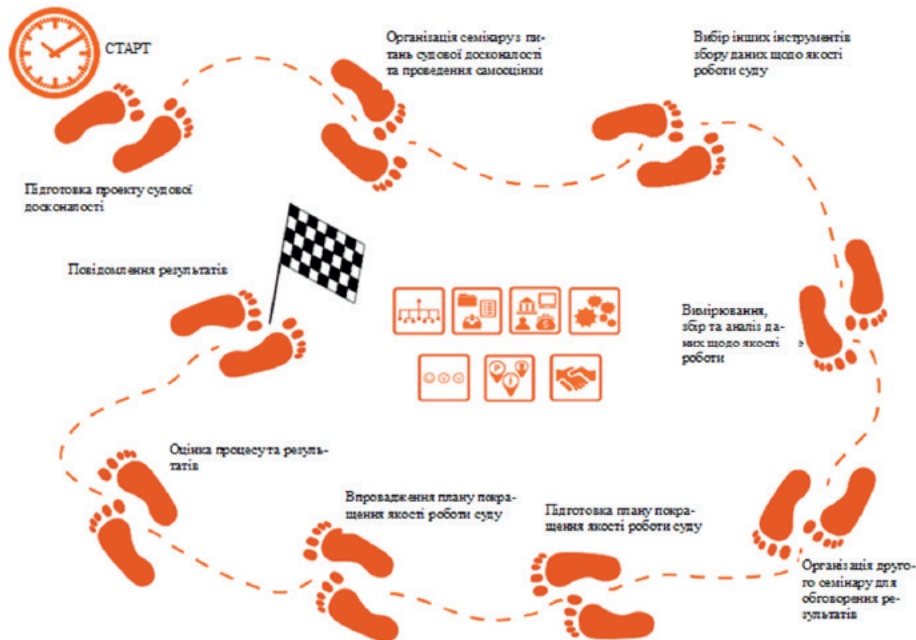 СТАРТ
Підготовка проекту судової
досконалості
Організація семінару з пи-
тань судової досконалості
та проведення самооцінки
Вибір інших інструментів
збору даних щодо якості
роботи суду
Вимірювання,
збір та аналіз да-
них щодо якості
роботи
Організація друго-
го семінару для
обговорення ре-
зультатів
Підготовка плану покра-
щення якості роботи суду
Впровадження плану покра-
щення якості роботи суду
Оцінка процесу та резуль-
татів
Повідомлення результатів